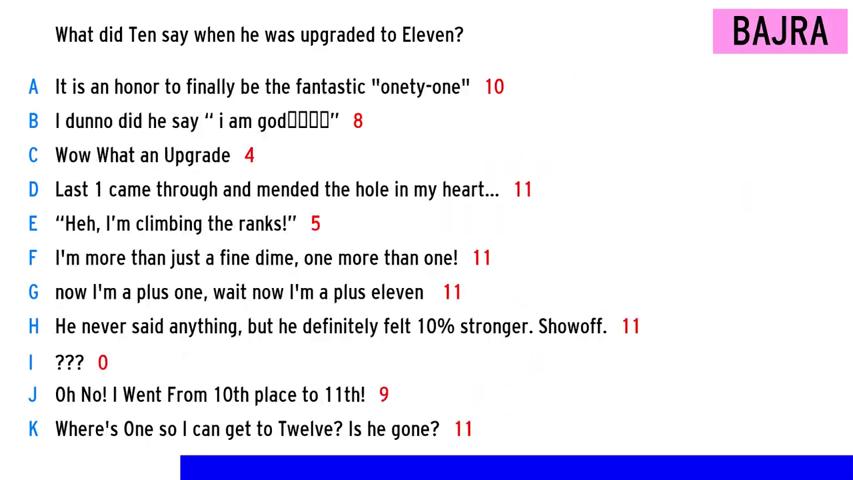 What did Ten say when he was upgraded to Eleven?
BAJRA
A It is an honor to finally be the fantastic "onety-one" 10
B I dunno did he say “ i am god▯▯▯▯” 8
C Wow What an Upgrade 4
D Last 1 came through and mended the hole in my heart... 11
E “Heh, I’m climbing the ranks!” 5
F I'm more than just a fine dime, one more than one! 11
G now I'm a plus one, wait now I'm a plus eleven 11
H He never said anything, but he definitely felt 10% stronger. Showoff. 11
I ??? 0
J Oh No! I Went From 10th place to 11th! 9
K Where's One so I can get to Twelve? Is he gone? 11